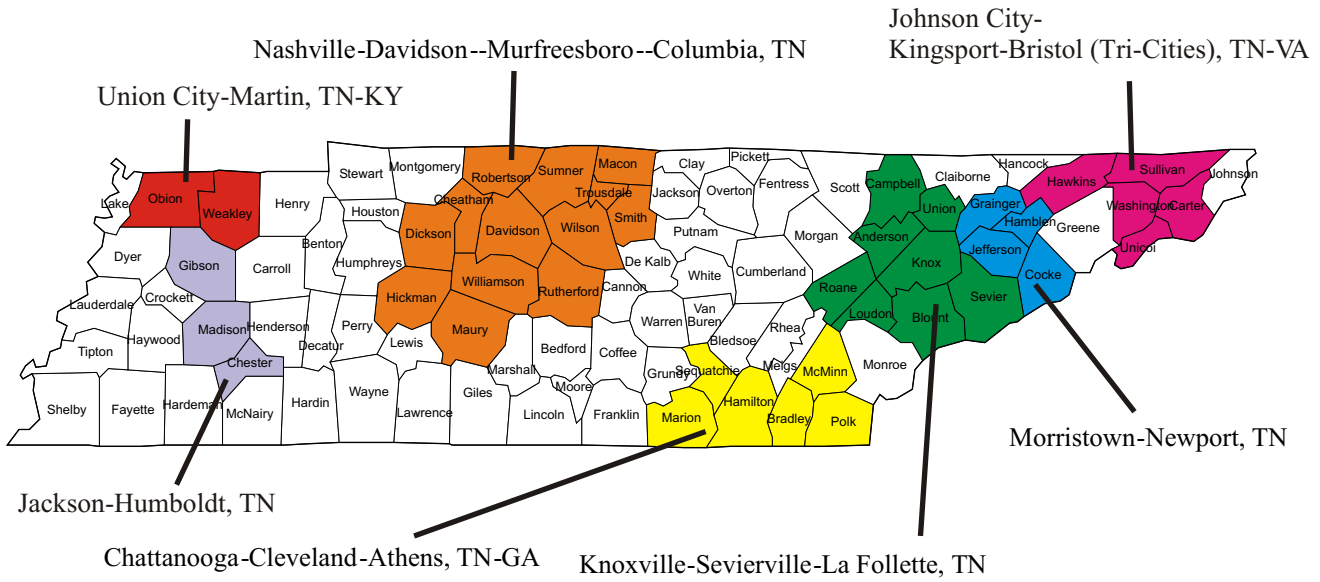 Johnson City-
Kingsport-Bristol (Tri-Cities), TN-VA
Nashville-Davidson--Murfreesboro--Columbia, TN
Union City-Martin, TN-KY
Stewart
Montgomery
Robertson
Sumner
Macon
Clay
Pickett
Scott
Campbell
Claiborne
Hancock
Hawkins
Sullivan
Johnson
Lake
Obion
Weakley
Henry
Houston
Cheatham
Trousdale
Jackson
Overton
Fentress
Union
Grainger
Hamblen
Greene
Washington
Carter
Unicoi
Dyer
Gibson
Carroll
Benton
Humphreys
Dickson
Davidson
Wilson
Smith
Putnam
Morgan
Anderson
Knox
Jefferson
Cocke
Lauderdale
Crockett
Madison
Henderson
Decatur
Perry
Hickman
Williamson
Rutherford
Cannon
De Kalb
White
Cumberland
Roane
Loudon
Blount
Sevier
Tipton
Haywood
Chester
Lewis
Maury
Marshall
Bedford
Coffee
Warren
Van
Buren
Bledsoe
Rhea
Meigs
McMinn
Monroe
Shelby
Fayette
Hardeman
McNairy
Hardin
Wayne
Lawrence
Giles
Lincoln
Moore
Franklin
Grundy
Sequatchie
Marion
Hamilton
Bradley
Polk
Morristown-Newport, TN
Jackson-Humboldt, TN
Chattanooga-Cleveland-Athens, TN-GA
Knoxville-Sevierville-La Follette, TN